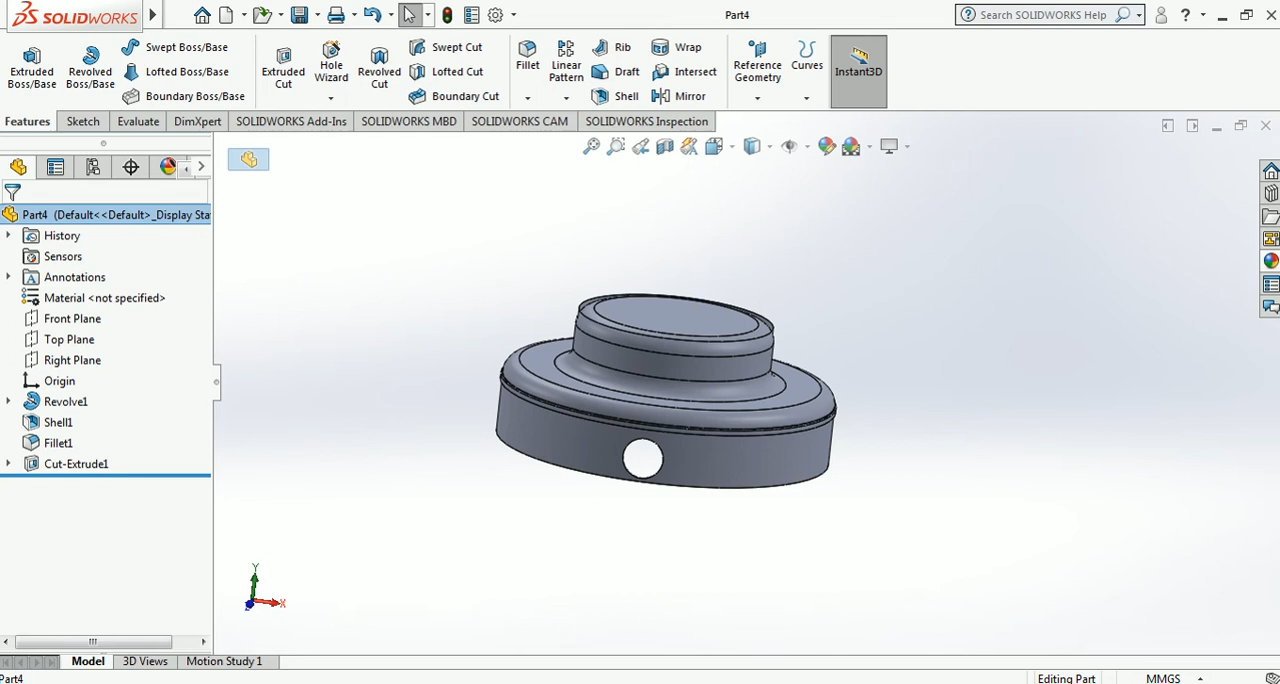 SOLIDWORKS
Part4
Search SOLIDWORKS Help
?
Extruded Boss/Base
Revolved Boss/Base
Swept Boss/Base
Lofted Boss/Base
Boundary Boss/Base
Extruded Cut
Hole Wizard
Revolved Cut
Swept Cut
Lofted Cut
Boundary Cut
Fillet
Linear Pattern
Rib
Draft
Shell
Wrap
Intersect
Mirror
Reference Geometry
Curves
Instant3D
Features
Sketch
Evaluate
DimXpert
SOLIDWORKS Add-Ins
SOLIDWORKS MBD
SOLIDWORKS CAM
SOLIDWORKS Inspection
Part4 (Default<<Default>_Display Sta
History
Sensors
Annotations
Material <not specified>
Front Plane
Top Plane
Right Plane
Origin
Revolve1
Shell1
Fillet1
Cut-Extrude1
Y
X
Z
Model
3D Views
Motion Study 1
Part4
Editing Part
MMGS